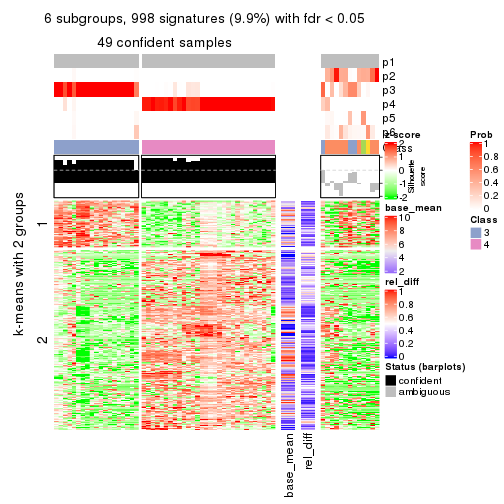 6 subgroups, 998 signatures (9.9%) with fdr < 0.05
49 confident samples
p1
p2
p3
p4
p5
p6
Class
z-score
2
1
0
-1
-2
Silhouette
score
k-means with 2 groups
1
2
base_mean
rel_diff
base_mean
10
8
6
4
2
rel_diff
1
0.8
0.6
0.4
0.2
0
Status (barplots)
confident
ambiguous
Prob
1
0.8
0.6
0.4
0.2
0
Class
3
4